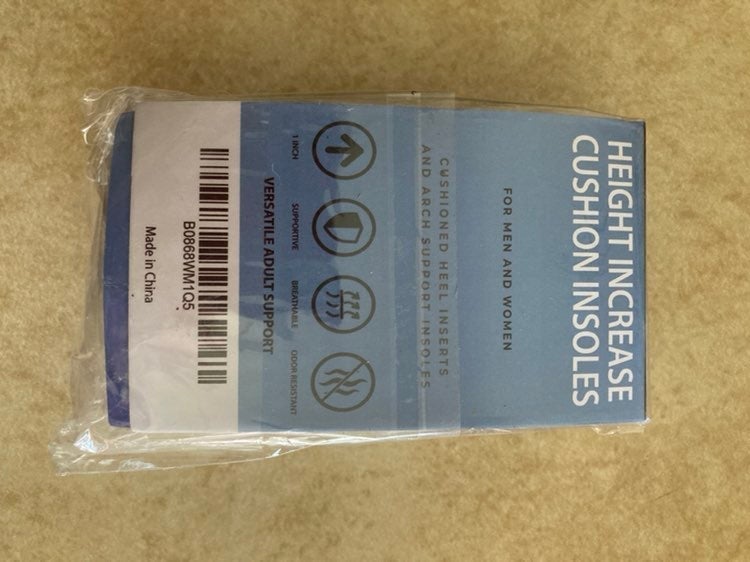 HEIGHT INCREASE
CUSHION INSOLES
FOR MEN AND WOMEN
CUSHIONED HEEL INSERTS
AND ARCH SUPPORT INSOLES
1 INCH
SUPPORTIVE
BREATHABLE
ODOR RESISTANT
VERSATILE ADULT SUPPORT
B0868WM1Q5
Made in China